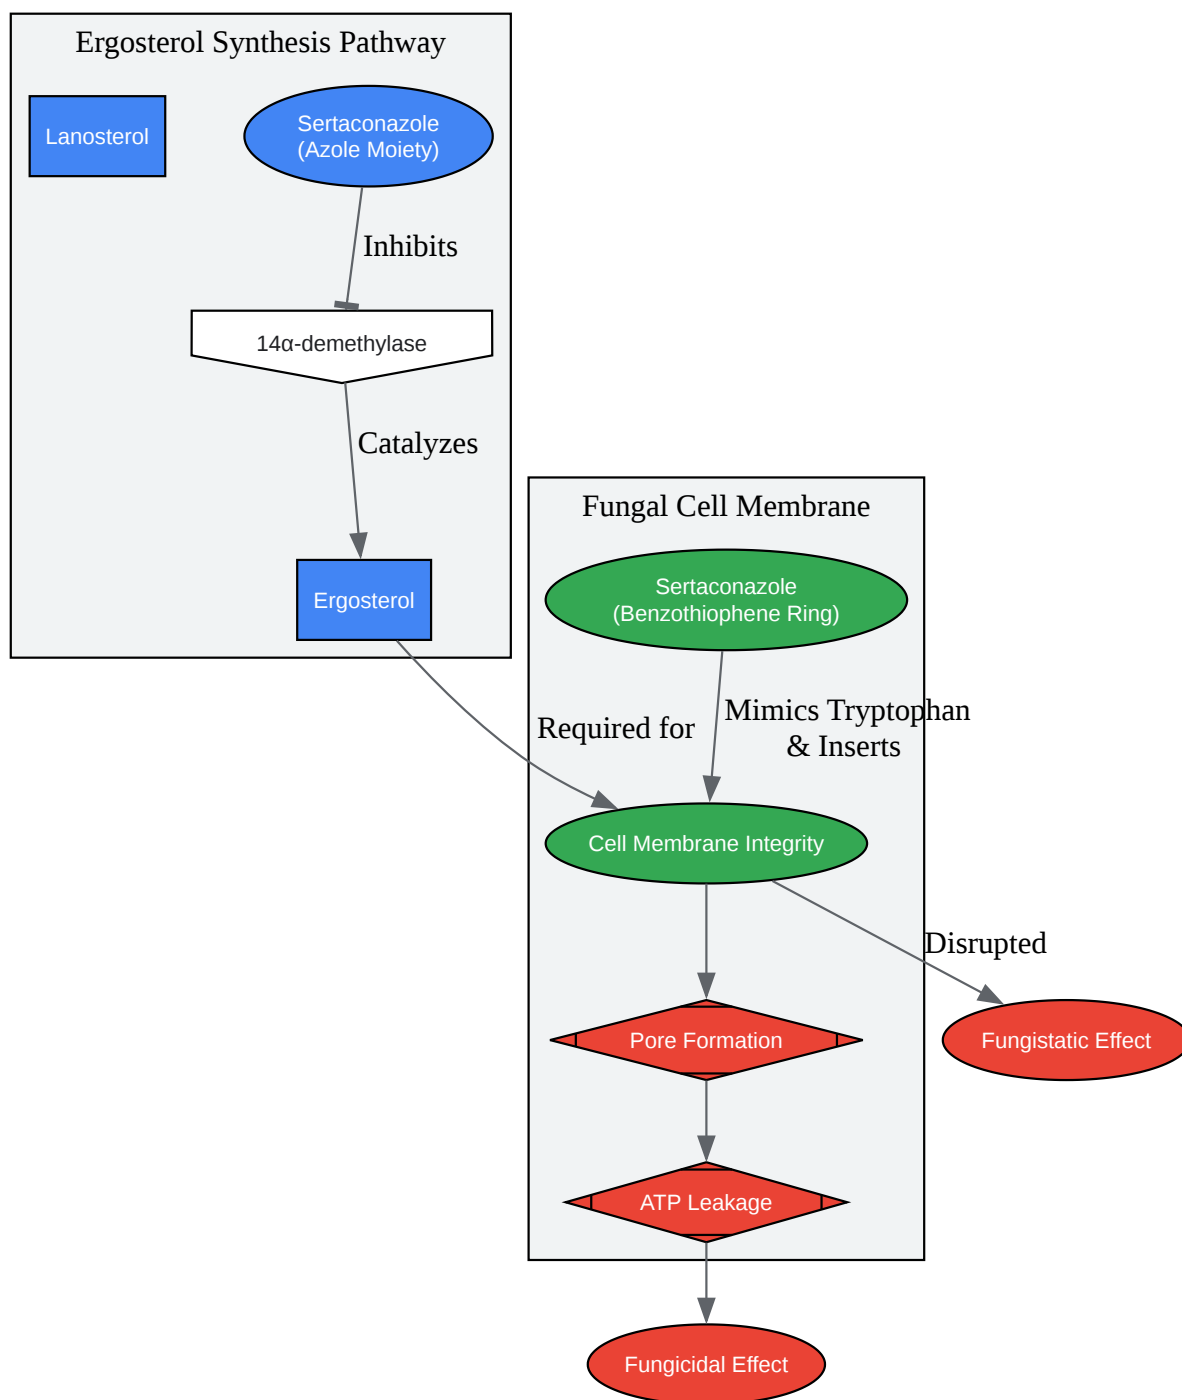 Ergosterol Synthesis Pathway
Lanosterol
Sertaconazole
(Azole Moiety)
Inhibits
14α-demethylase
Catalyzes
Ergosterol
Fungal Cell Membrane
Sertaconazole
(Benzothiophene Ring)
Required for
Mimics Tryptophan
& Inserts
Cell Membrane Integrity
Disrupted
Pore Formation
Fungistatic Effect
ATP Leakage
Fungicidal Effect